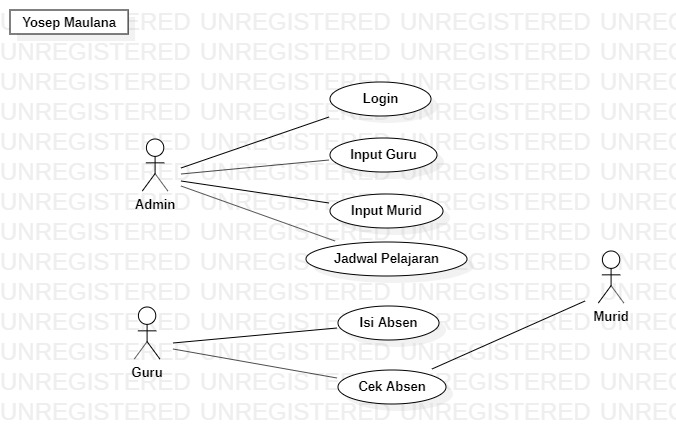 Yosep Maulana
Login
Input Guru
Admin
Input Murid
Jadwal Pelajaran
Murid
Isi Absen
Guru
Cek Absen
UNREGISTERED UNREGISTERED UNREGISTERED UNREGISTERED